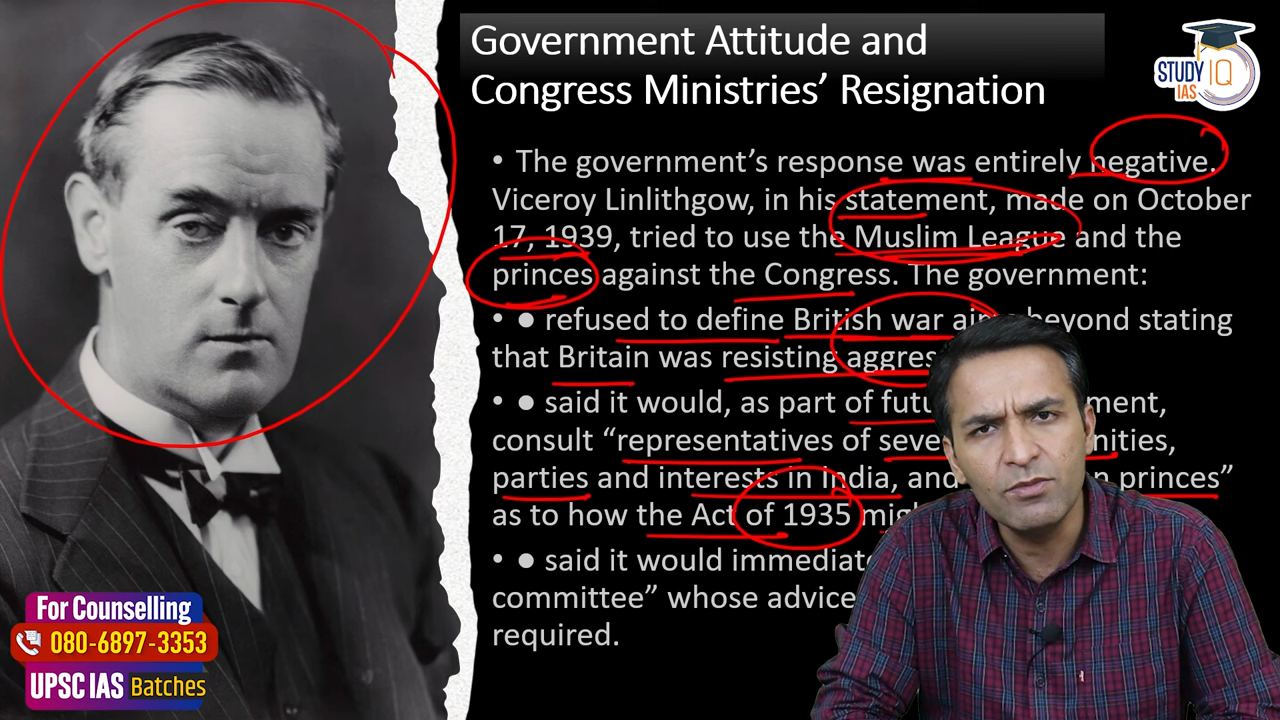 Government Attitude and
Congress Ministries’ Resignation
STUDY IQ
IAS
• The government’s response was entirely negative.
Viceroy Linlithgow, in his statement, made on October
17, 1939, tried to use the Muslim League and the
princes against the Congress. The government:
• ● refused to define British war aims beyond stating
that Britain was resisting
• ● said it would, as part of
consult “representatives of
parties and interests in India, and princes”
as to how the Act of 1935
• ● said it would
committee” whose advice
required.
For Counselling
080-6897-3353
UPSC IAS Batches